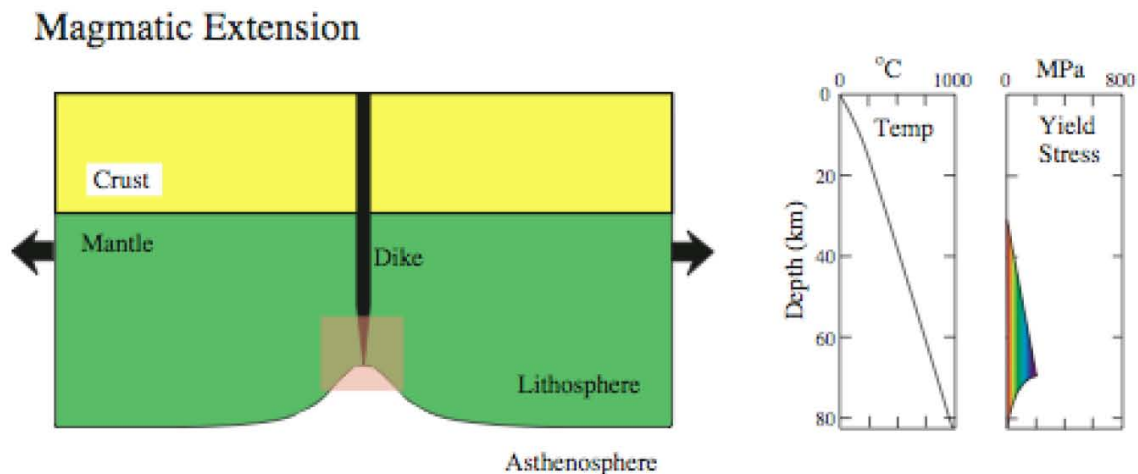 Magmatic Extension
Crust
Mantle
Dike
Lithosphere
Asthenosphere
°C
0 1000
Temp
0
20
40
60
80
Depth (km)
MPa
0 800
Yield
Stress